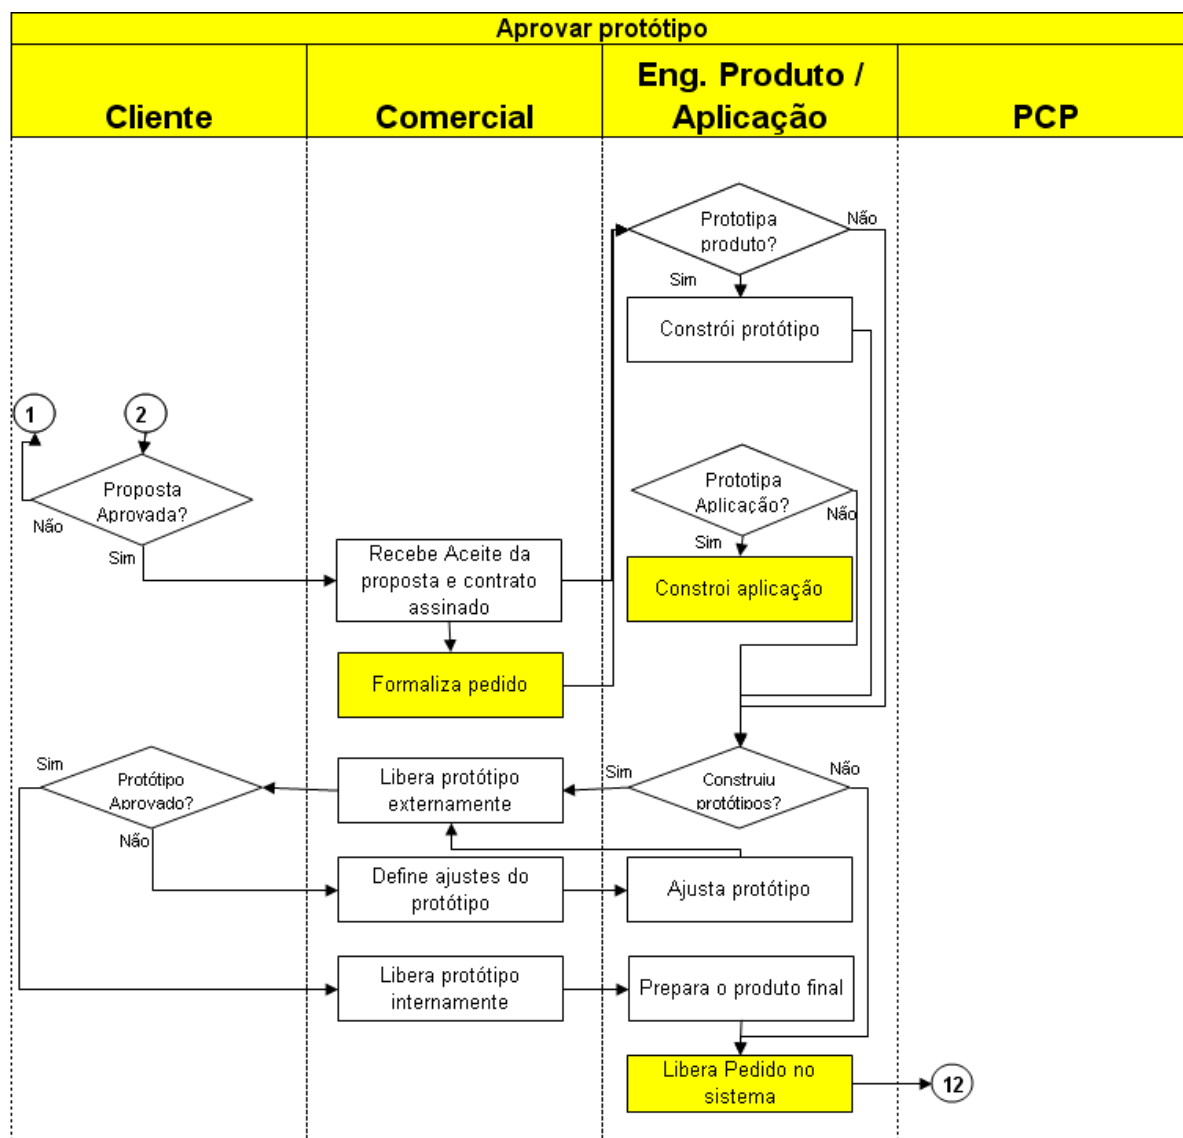 Aprovar protótipo
Cliente
Comercial
Eng. Produto /
Aplicação
PCP
Prototipa
produto?
Não
Sim
Constrói protótipo
1
2
Proposta
Aprovada?
Não
Sim
Prototipa
Aplicação?
Não
Sim
Recebe Aceite da
proposta e contrato
assinado
Constroi aplicação
Formaliza pedido
Sim
Protótipo
Aprovado?
Não
Libera protótipo
externamente
Sim
Construiu
protótipos?
Não
Define ajustes do
protótipo
Ajusta protótipo
Libera protótipo
internamente
Prepara o produto final
Libera Pedido no
sistema
12